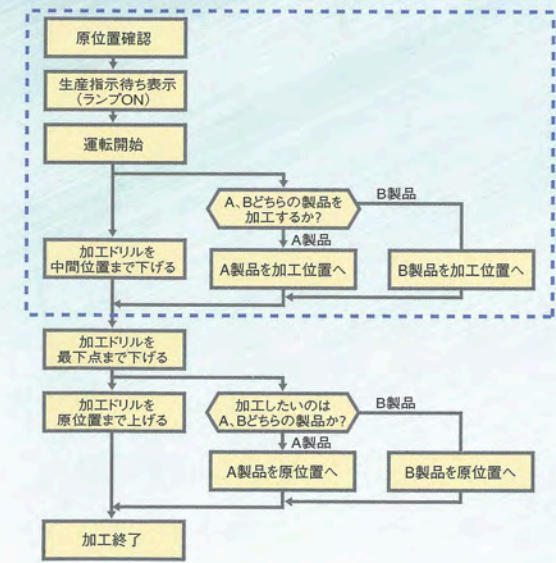 原位置確認
生産指示待ち表示
(ランプON)
運転開始
A、Bどちらの製品を
加工するか?
B製品
A製品
加工ドリルを
中間位置まで下げる
A製品を加工位置へ
B製品を加工位置へ
加工ドリルを
最下点まで下げる
加工ドリルを
原位置まで上げる
加工したいのは
A、Bどちらの製品か?
B製品
A製品
A製品を原位置へ
B製品を原位置へ
加工終了